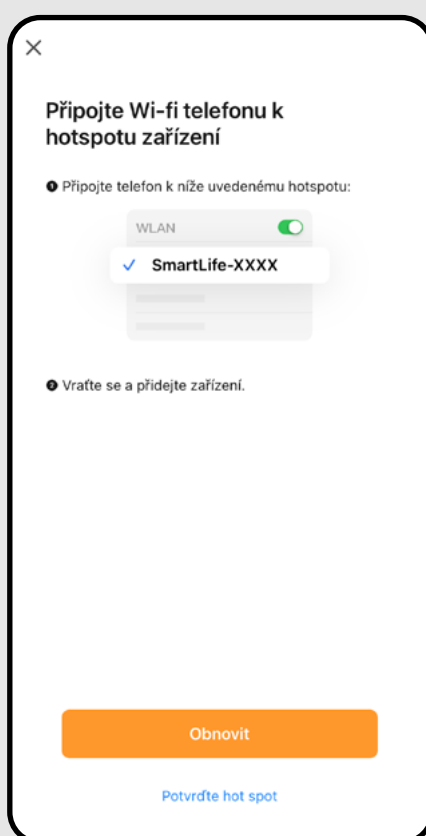 Připojte Wi-fi telefonu k
hotspotu zařízení
❶ Připojte telefon k níže uvedenému hotspotu:
WLAN
SmartLife-XXXX
❷ Vraťte se a přidejte zařízení.
Obnovit
Potvrďte hot spot